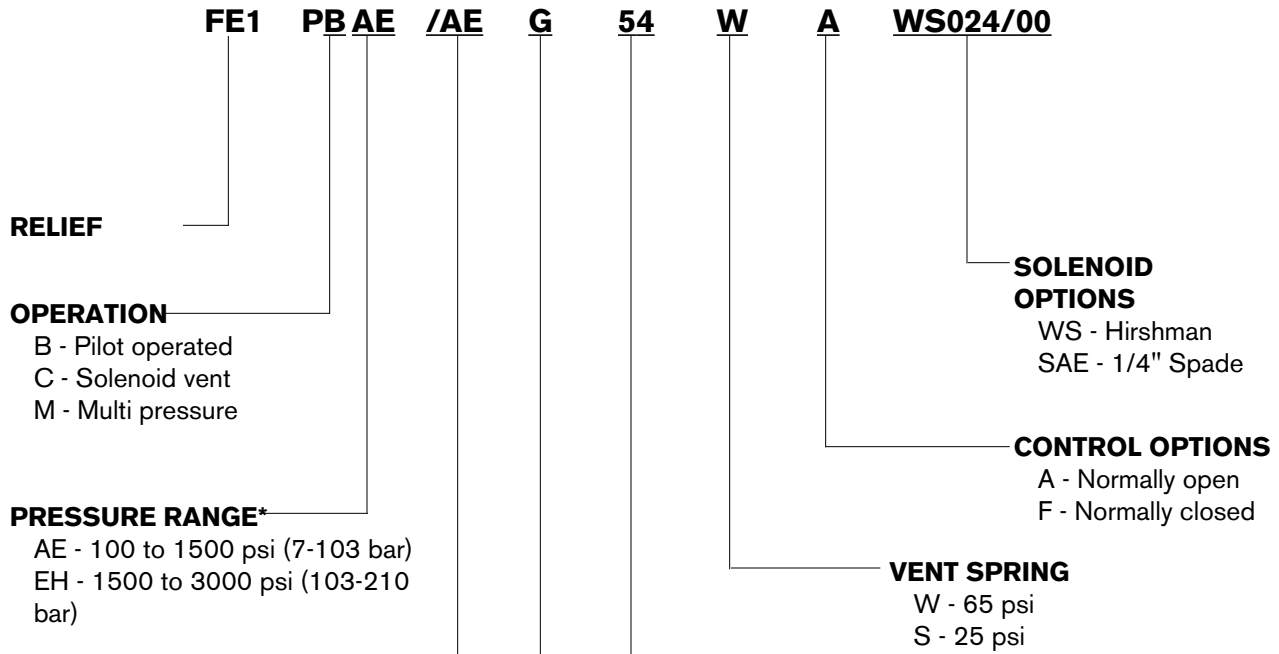 FE1 PB AE /AE G 54 W A WS024/00
RELIEF
OPERATION
B - Pilot operated
C - Solenoid vent
M - Multi pressure
PRESSURE RANGE*
AE - 100 to 1500 psi (7-103 bar)
EH - 1500 to 3000 psi (103-210
bar)
SOLENOID
OPTIONS
WS - Hirshman
SAE - 1/4" Spade
CONTROL OPTIONS
A - Normally open
F - Normally closed
VENT SPRING
W - 65 psi
S - 25 psi